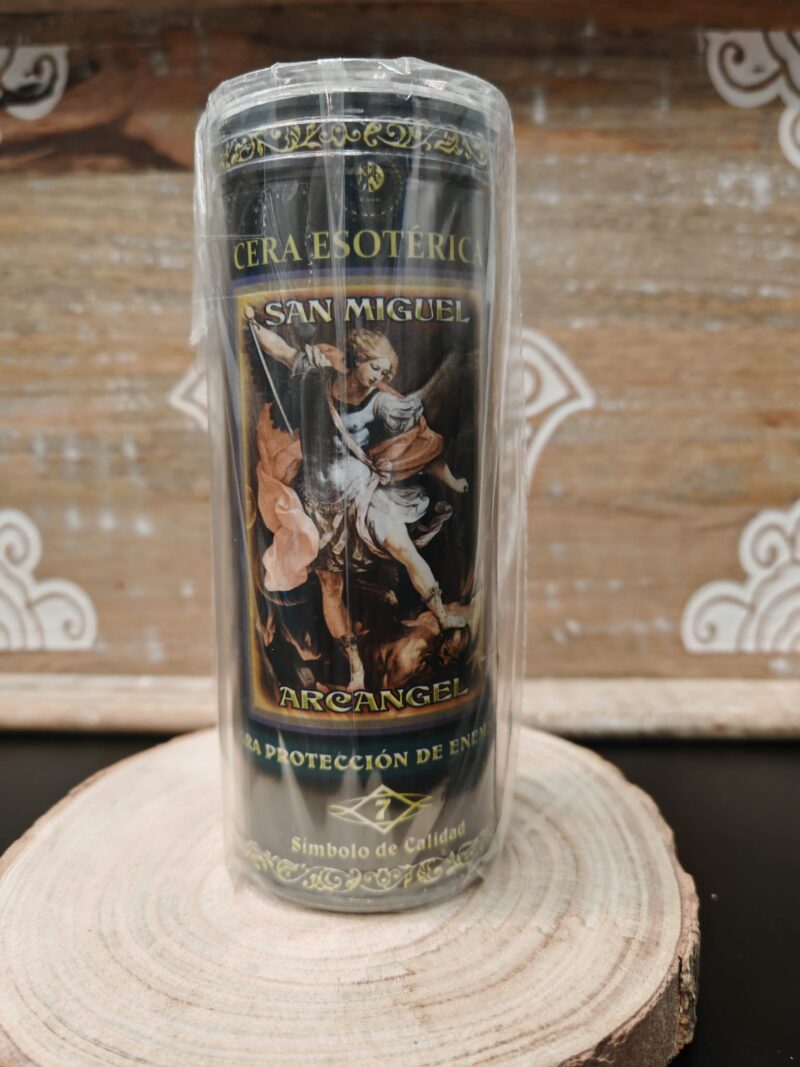 CERA ESOTÉRICA
SAN MIGUEL
ARCANGEL
PROTECCIÓN DE
7
Símbolo de Calidad